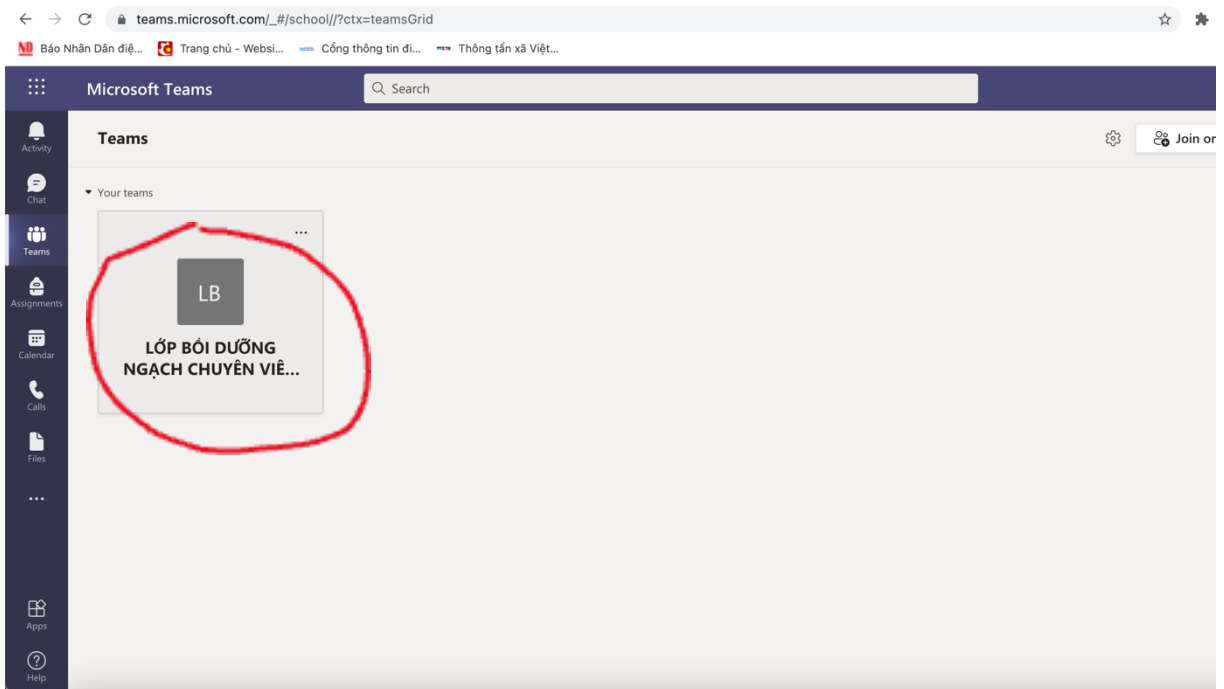 teams.microsoft.com/_#/school//?ctx=teamsGrid
ND Báo Nhân Dân điệ... Trang chủ - Websi... Cổng thông tin đi... Thông tấn xã Việt...
Microsoft Teams Search
Activity
Teams Join or
Chat
Your teams
Teams
...
LB
Assignments
LỚP BỒI DƯỠNG
NGẠCH CHUYÊN VIÊ...
Calendar
Calls
Files
...
Apps
Help